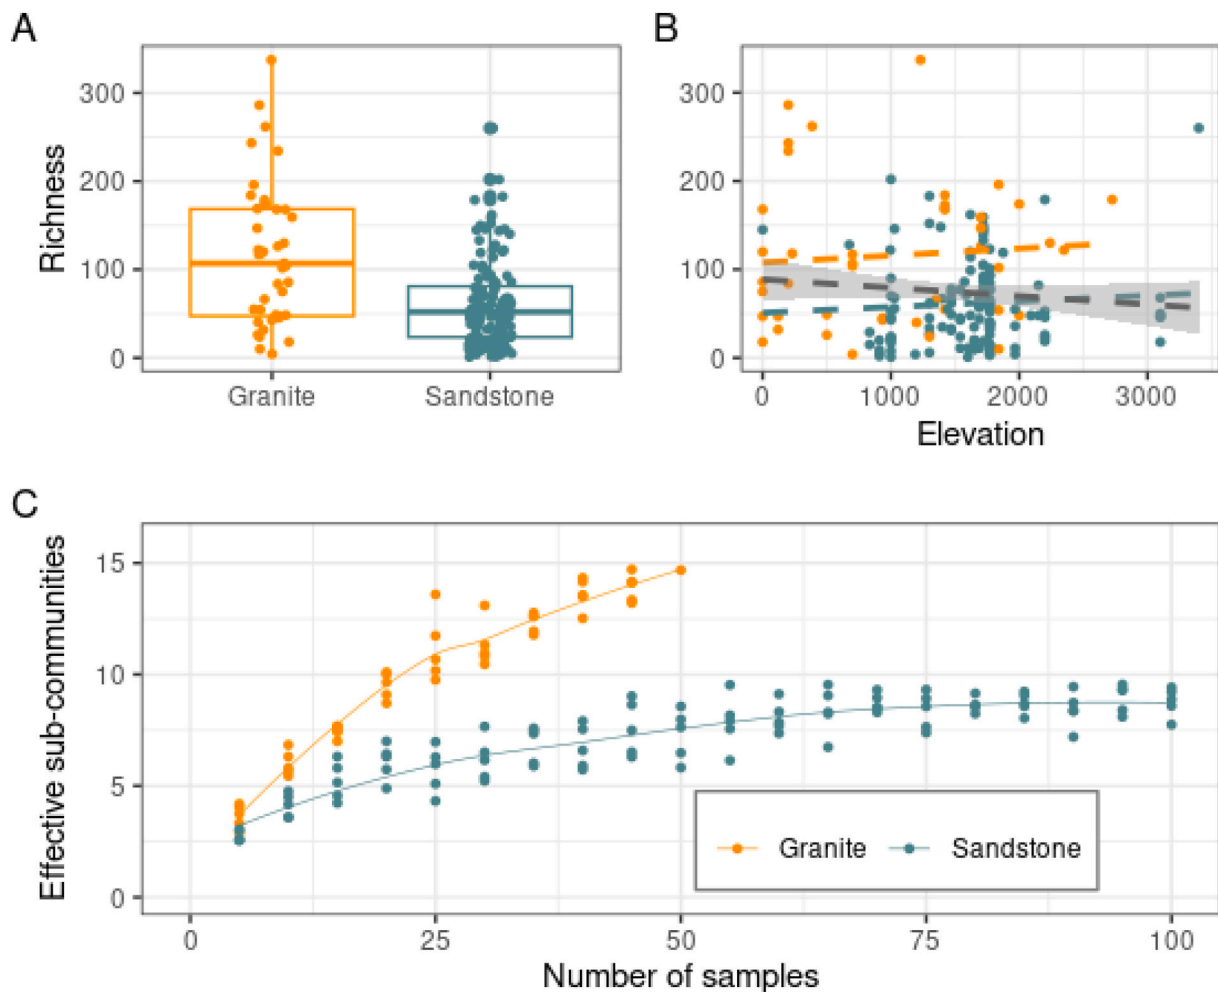 A
B
Richness
300
200
100
0
Granite
Sandstone
300
200
100
0
0
1000
2000
3000
Elevation
C
Effective sub-communities
15
10
5
0
Granite
Sandstone
0
25
50
75
100
Number of samples